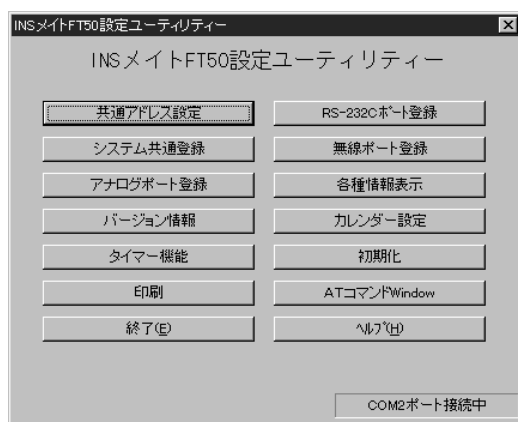 INSメイトFT50設定ユーティリティー
INSメイトFT50設定ユーティリティー
共通アドレス設定
RS-232Cポート登録
システム共通登録
無線ポート登録
アナログポート登録
各種情報表示
バージョン情報
カレンダー設定
タイマー機能
初期化
印刷
ATコマンドWindow
終了(E)
ヘルプ(H)
COM2ポート接続中